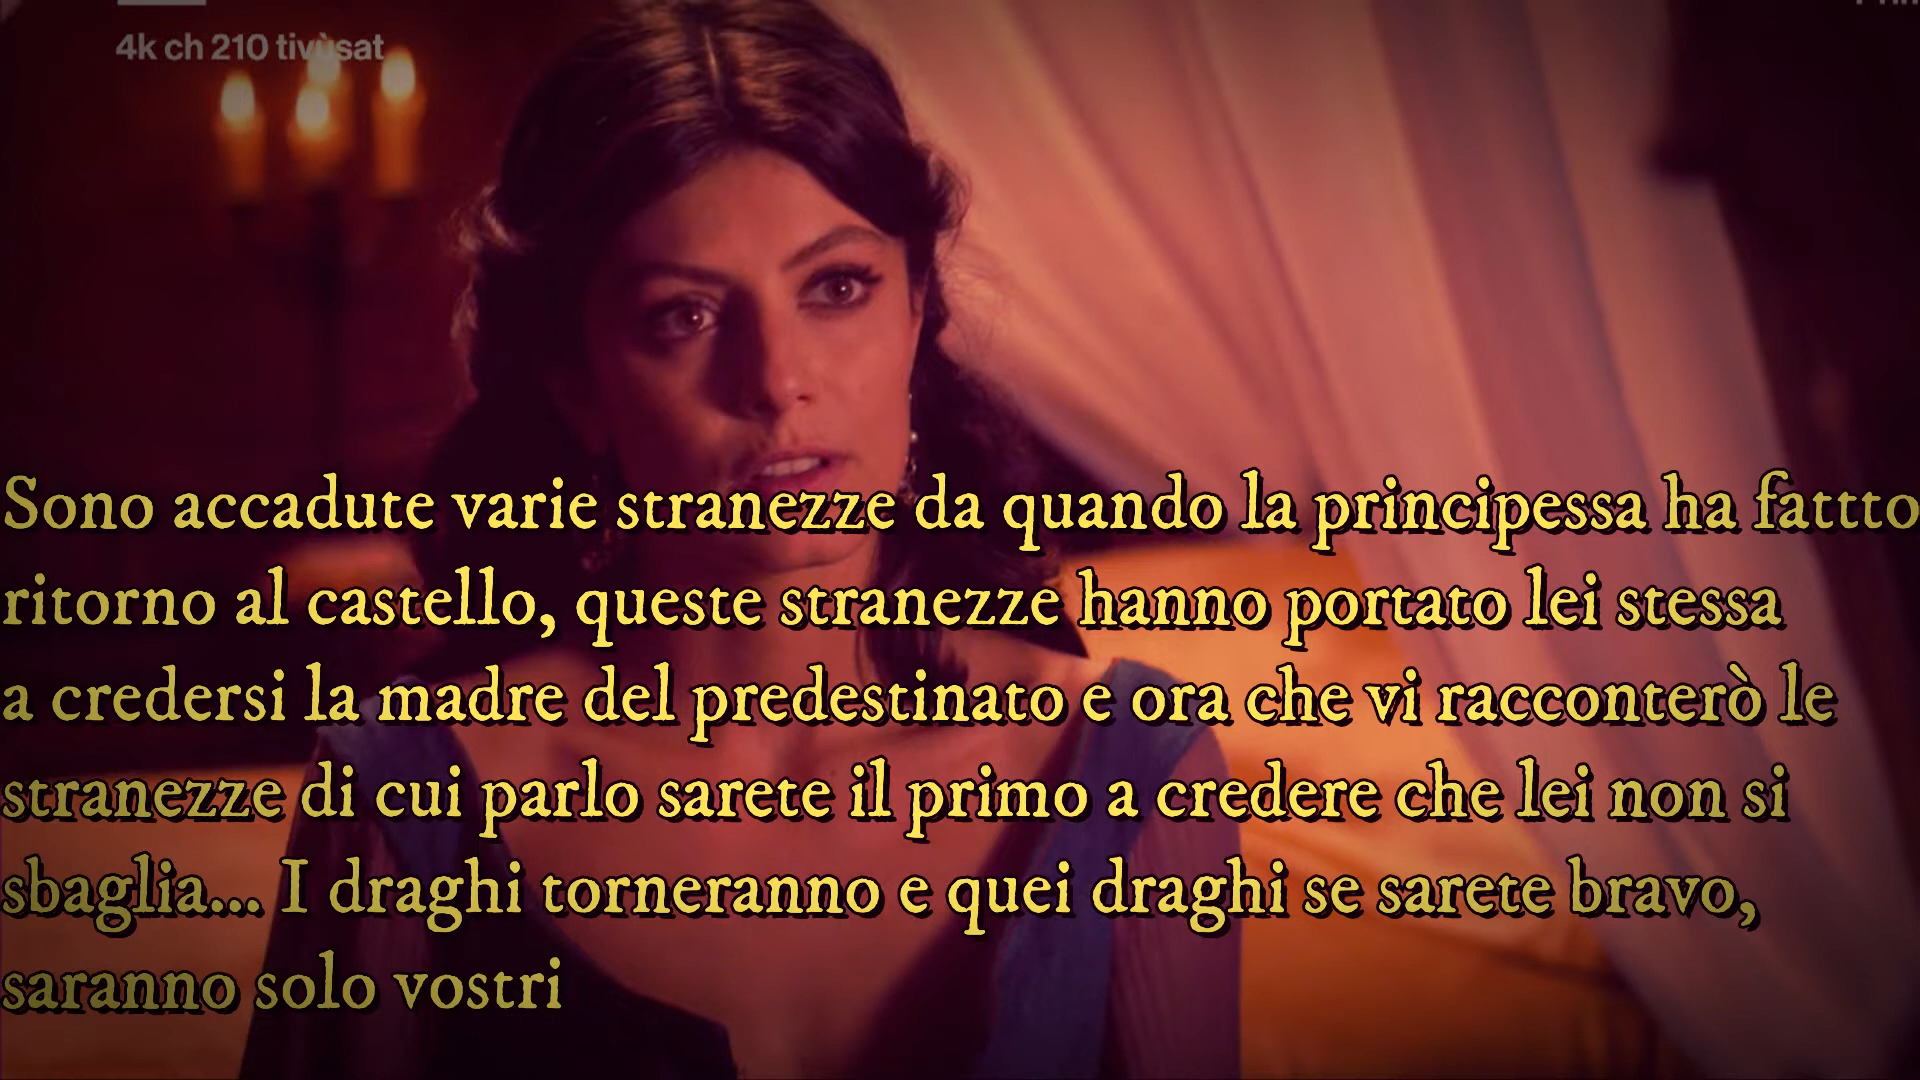 4k ch 210 tivùsat
Sono accadute varie stranezze da quando la principessa ha fattto
ritorno al castello, queste stranezze hanno portato lei stessa
a credersi la madre del predestinato e ora che vi racconterò le
stranezze di cui parlo sarete il primo a credere che lei non si
sbaglia... I draghi torneranno e quei draghi se sarete bravo,
saranno solo vostri